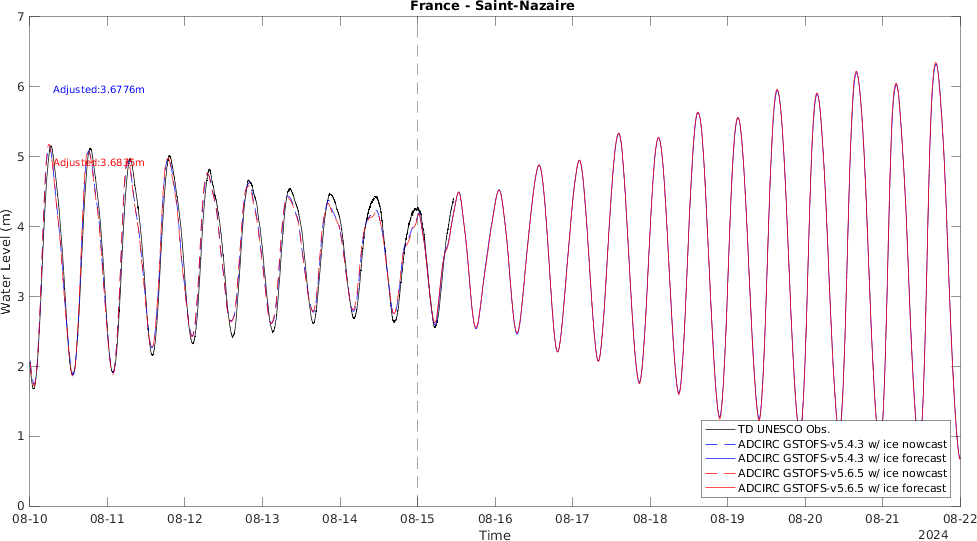 France - Saint-Nazaire
7
6
5
4
3
2
1
0
Water Level (m)
Adjusted:3.6776m
Adjusted:3.6835m
08-10
08-11
08-12
08-13
08-14
08-15
08-16
08-17
08-18
08-19
08-20
08-21
08-22
Time
2024
TD UNESCO Obs.
ADCIRC GSTOFS-v5.4.3 w/ ice nowcast
ADCIRC GSTOFS-v5.4.3 w/ ice forecast
ADCIRC GSTOFS-v5.6.5 w/ ice nowcast
ADCIRC GSTOFS-v5.6.5 w/ ice forecast